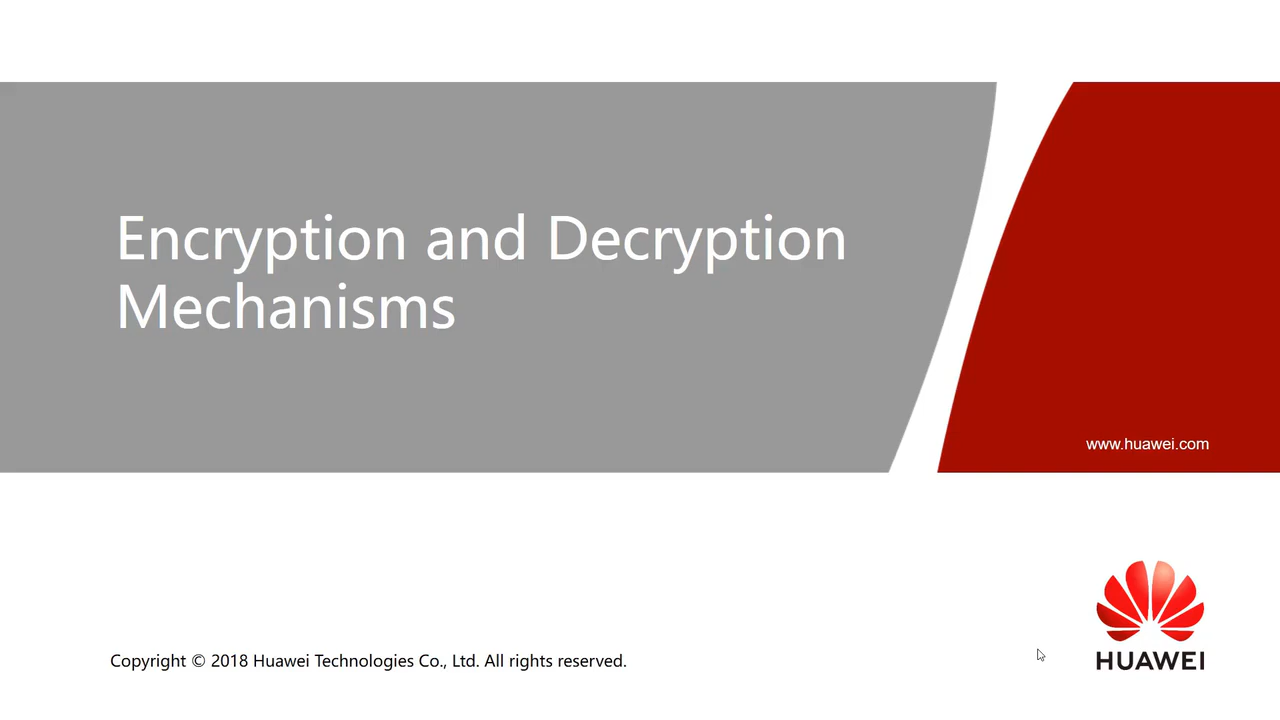 Encryption and Decryption
Mechanisms
www.huawei.com
HUAWEI
Copyright © 2018 Huawei Technologies Co., Ltd. All rights reserved.